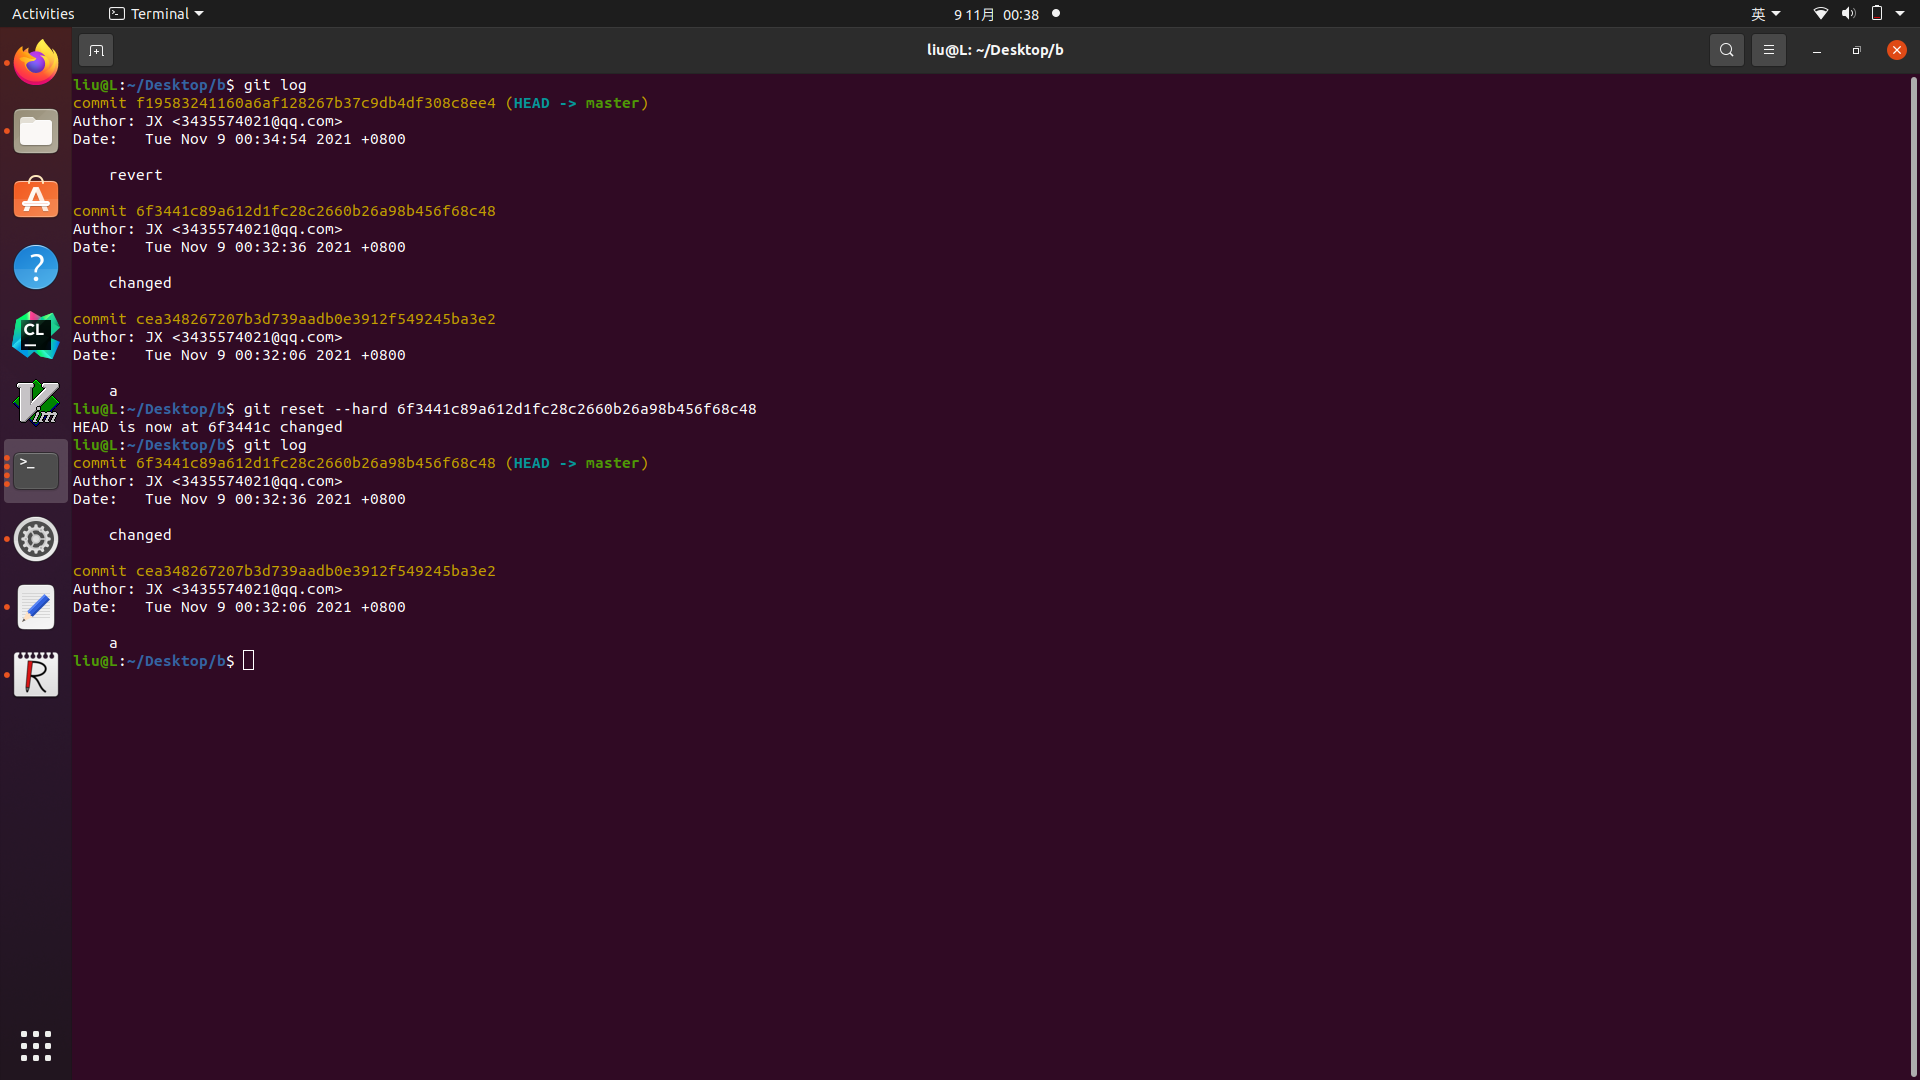 Activities
Terminal
9 11月 00:38
英
liu@L: ~/Desktop/b
liu@L:~/Desktop/b$ git log
commit f19583241160a6af128267b37c9db4df308c8ee4 (HEAD -> master)
Author: JX <3435574021@qq.com>
Date:   Tue Nov 9 00:34:54 2021 +0800
    revert
commit 6f3441c89a612d1fc28c2660b26a98b456f68c48
Author: JX <3435574021@qq.com>
Date:   Tue Nov 9 00:32:36 2021 +0800
    changed
commit cea348267207b3d739aadb0e3912f549245ba3e2
Author: JX <3435574021@qq.com>
Date:   Tue Nov 9 00:32:06 2021 +0800
    a
liu@L:~/Desktop/b$ git reset --hard 6f3441c89a612d1fc28c2660b26a98b456f68c48
HEAD is now at 6f3441c changed
liu@L:~/Desktop/b$ git log
commit 6f3441c89a612d1fc28c2660b26a98b456f68c48 (HEAD -> master)
Author: JX <3435574021@qq.com>
Date:   Tue Nov 9 00:32:36 2021 +0800
    changed
commit cea348267207b3d739aadb0e3912f549245ba3e2
Author: JX <3435574021@qq.com>
Date:   Tue Nov 9 00:32:06 2021 +0800
    a
liu@L:~/Desktop/b$
CL
Vim
>_
R